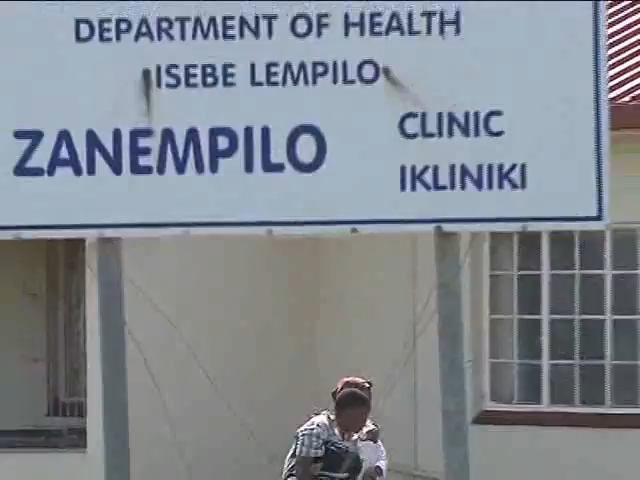 DEPARTMENT OF HEALTH
ISEBE LEMPILO
ZANEMPILO
CLINIC
IKLINIKI